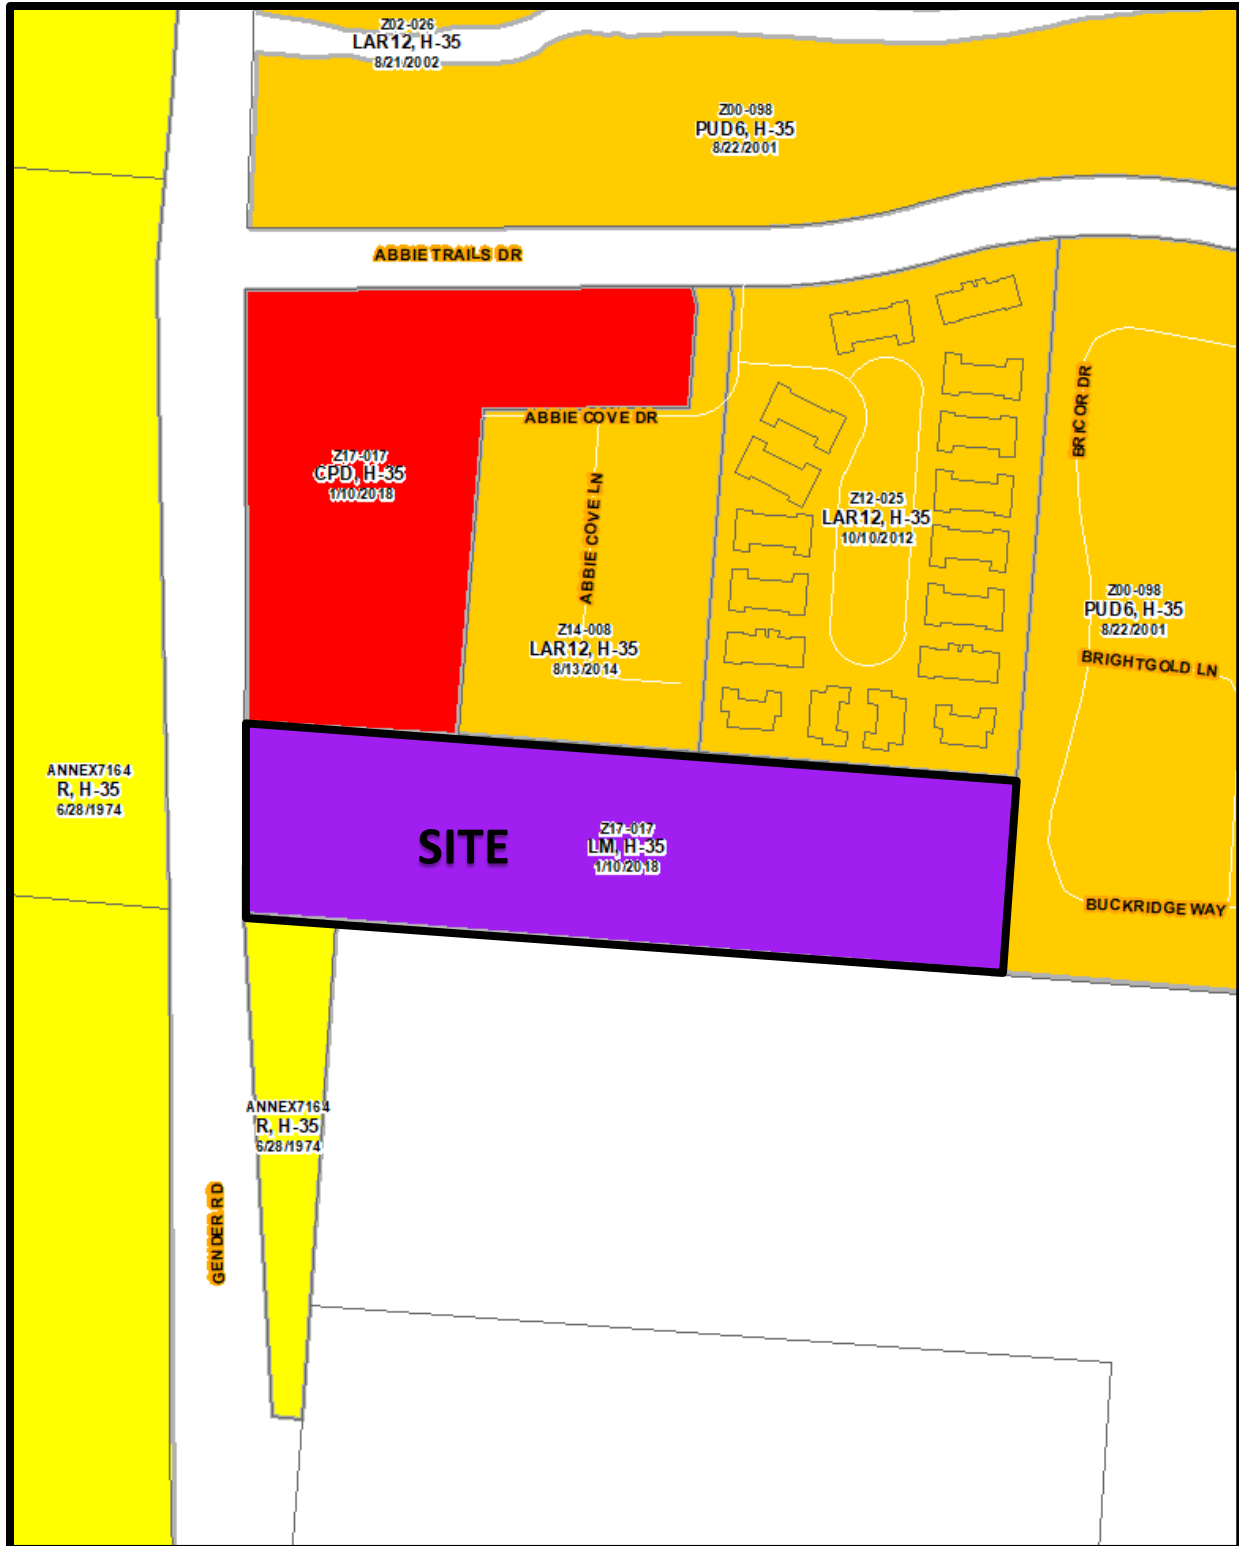 Z02-026
LAR12, H-35
8/21/2002
Z00-098
PUD6, H-35
8/22/2001
ABBIE TRAILS DR
BRICOR DR
ABBIE COVE DR
Z17-017
CPD, H-35
1/10/2018
ABBIE COVE LN
Z12-025
LAR12, H-35
10/10/2012
Z00-098
PUD6, H-35
8/22/2001
Z14-008
LAR12, H-35
8/13/2014
BRIGHTGOLD LN
ANNEX7164
R, H-35
6/28/1974
SITE
Z17-017
LM, H-35
1/10/2018
BUCKRIDGE WAY
ANNEX7164
R, H-35
6/28/1974
GENDER RD